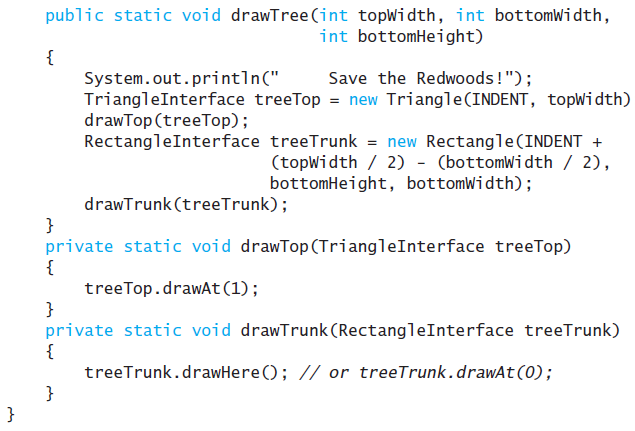 public static void drawTree(int topWidth, int bottomWidth,
int bottomHeight)
{
System.out.println("     Save the Redwoods!");
TriangleInterface treeTop = new Triangle(INDENT, topWidth)
drawTop(treeTop);
RectangleInterface treeTrunk = new Rectangle(INDENT +
(topWidth / 2) - (bottomWidth / 2),
bottomHeight, bottomWidth);
drawTrunk(treeTrunk);
}
private static void drawTop(TriangleInterface treeTop)
{
treeTop.drawAt(1);
}
private static void drawTrunk(RectangleInterface treeTrunk)
{
treeTrunk.drawHere(); // or treeTrunk.drawAt(0);
}
}